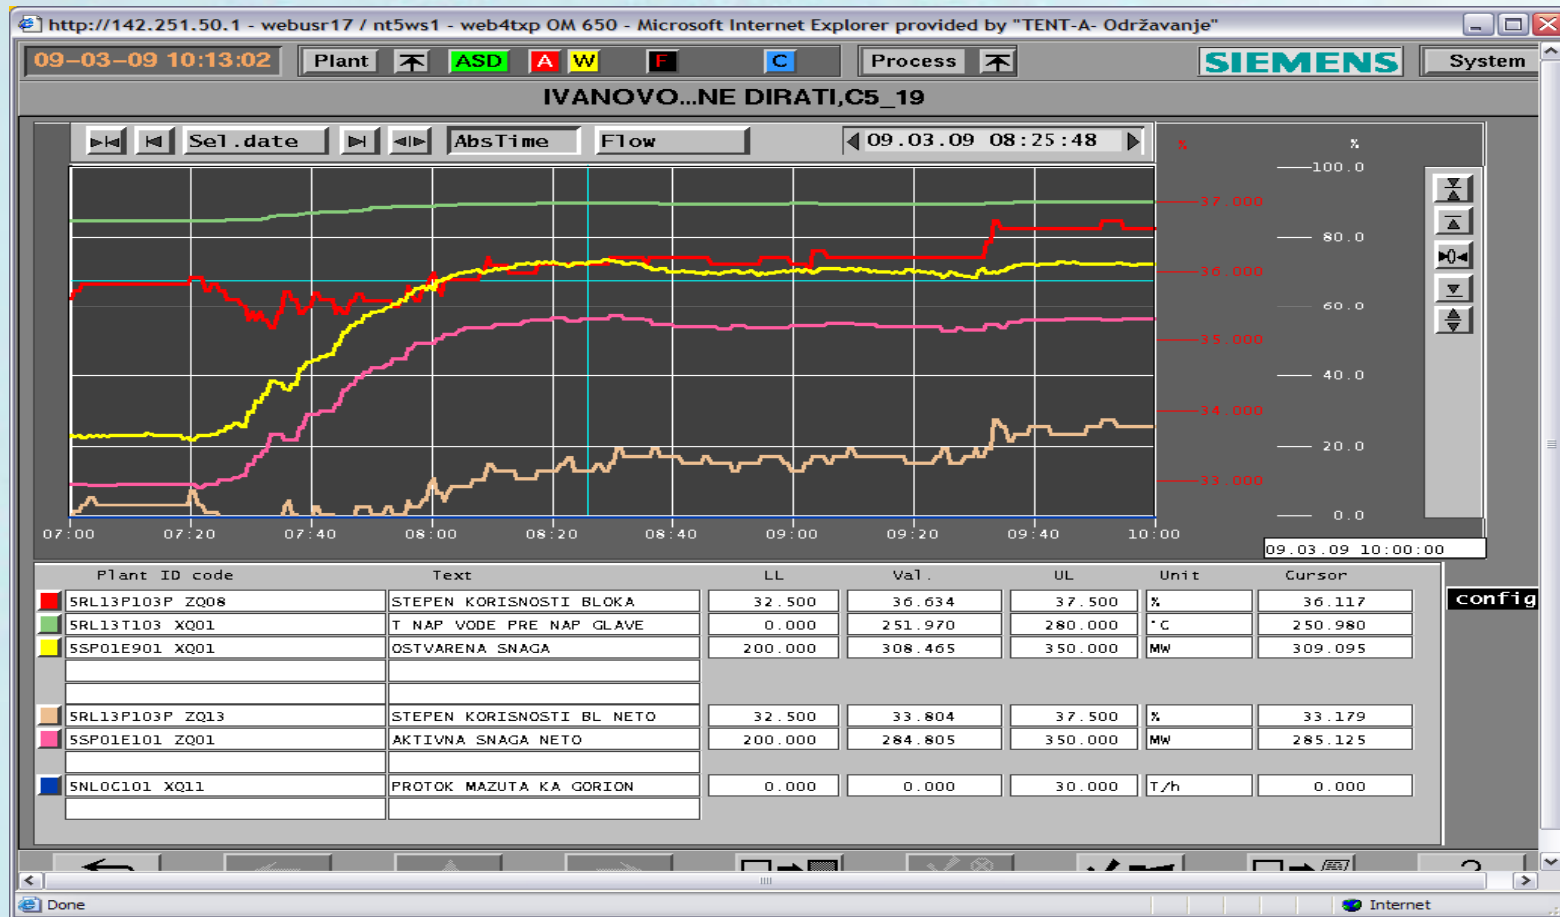 http://142.251.50.1 - webusr17 / nt5ws1 - web4txp OM 650 - Microsoft Internet Explorer provided by "TENT-A- Održavanje"
09-03-09 10:13:02 Plant ASD A W F C Process SIEMENS System
IVANOVO...NE DIRATI,C5_19
Sel.date AbsTime Flow 09.03.09 08:25:48 % %
100.0
37.000
80.0
36.000
60.0
35.000
40.0
34.000
20.0
33.000
0.0
07:00 07:20 07:40 08:00 08:20 08:40 09:00 09:20 09:40 10:00
09.03.09 10:00:00
Plant ID code Text LL Val. UL Unit Cursor
5RL13P103P ZQ08 STEPEN KORISNOSTI BLOKA 32.500 36.634 37.500 % 36.117
config
5RL13T103 XQ01 T NAP VODE PRE NAP GLAVE 0.000 251.970 280.000 °C 250.980
5SP01E901 XQ01 OSTVARENA SNAGA 200.000 308.465 350.000 MW 309.095
5RL13P103P ZQ13 STEPEN KORISNOSTI BL NETO 32.500 33.804 37.500 % 33.179
5SP01E101 ZQ01 AKTIVNA SNAGA NETO 200.000 284.805 350.000 MW 285.125
5NL0C101 XQ11 PROTOK MAZUTA KA GORION 0.000 0.000 30.000 T/h 0.000
?
Done Internet